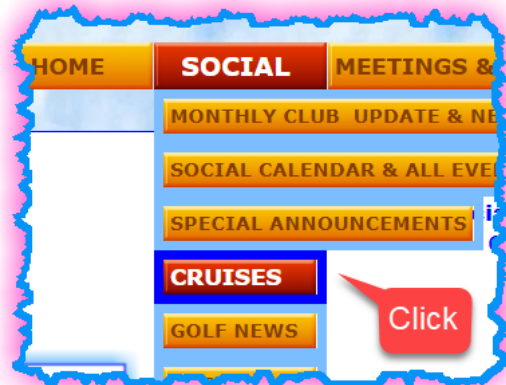 HOME SOCIAL MEETINGS &
MONTHLY CLUB UPDATE & NE
SOCIAL CALENDAR & ALL EVE
SPECIAL ANNOUNCEMENTS
CRUISES
Click
GOLF NEWS